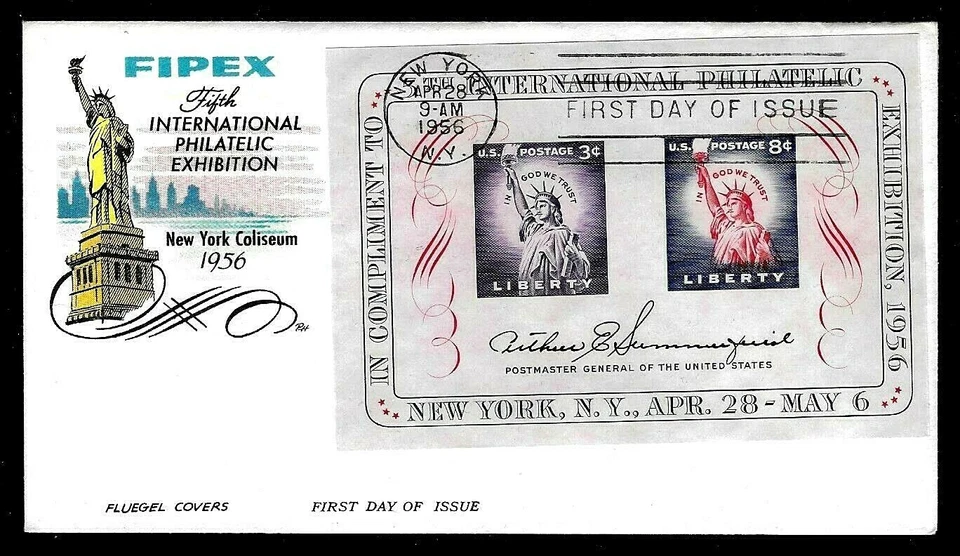 FIPEX
Fifth
INTERNATIONAL
PHILATELIC
EXHIBITION
New York Coliseum
1956
RH
NEW YORK
APR 28
9-AM
1956
N.Y.
FIRST DAY OF ISSUE
IN COMPLIMENT TO
5TH INTERNATIONAL PHILATELIC
EXHIBITION, 1956
U.S. POSTAGE 3¢
IN GOD WE TRUST
LIBERTY
U.S. POSTAGE 8¢
IN GOD WE TRUST
LIBERTY
Arthur E Summerfield
POSTMASTER GENERAL OF THE UNITED STATES
NEW YORK, N.Y., APR. 28-MAY 6
FLUEGEL COVERS
FIRST DAY OF ISSUE